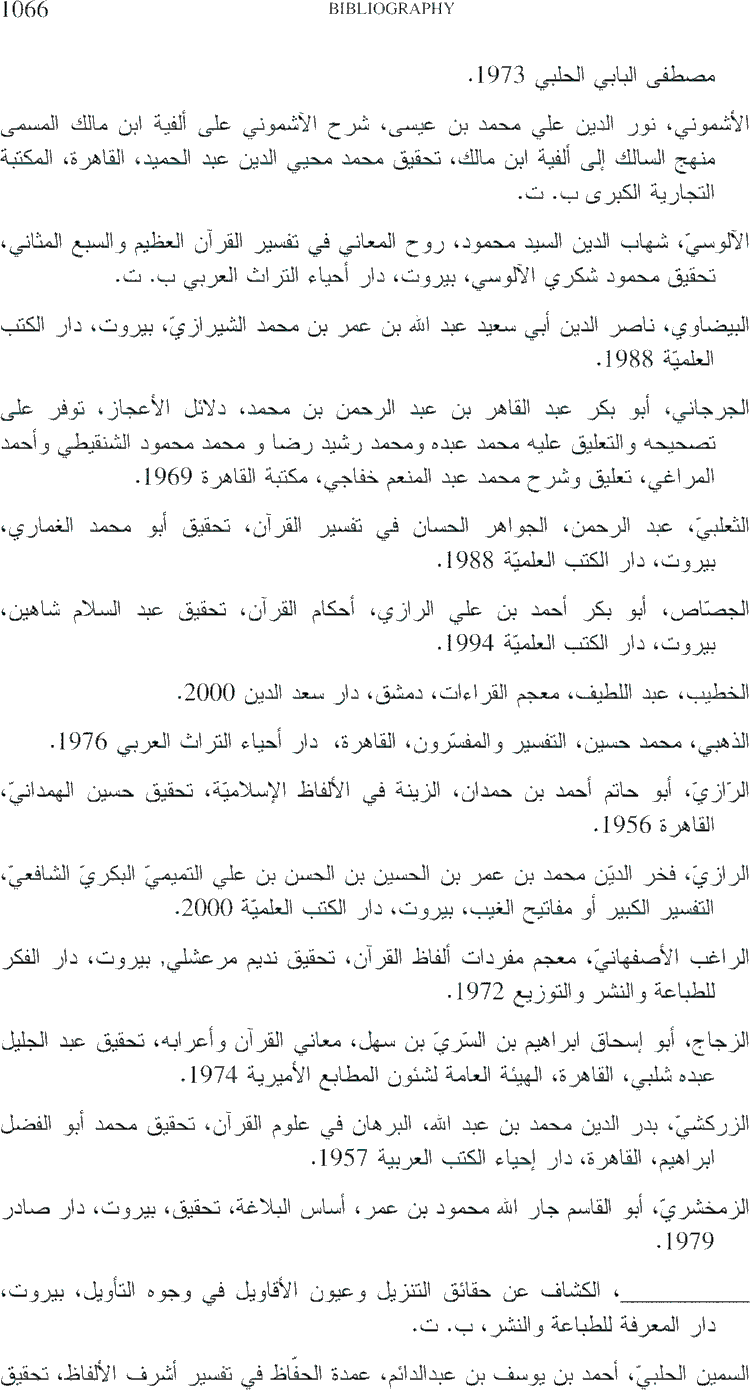 1066 BIBLIOGRAPHY
مصطفى البابي الحلبي 1973.
الأشموني، نور الدين علي محمد بن عيسى، شرح الآشموني على ألفية ابن مالك المسمى
منهج السالك إلى ألفية ابن مالك، تحقيق محمد محيي الدين عبد الحميد، القاهرة، المكتبة
التجارية الكبرى ب. ت.
الآلوسيّ، شهاب الدين السيد محمود، روح المعاني في تفسير القرآن العظيم والسبع المثاني،
تحقيق محمود شكري الآلوسي، بيروت، دار أحياء التراث العربي ب. ت.
البيضاوي، ناصر الدين أبي سعيد عبد الله بن عمر بن محمد الشيرازيّ، بيروت، دار الكتب
العلميّة 1988.
الجرجاني، أبو بكر عبد القاهر بن عبد الرحمن بن محمد، دلائل الأعجاز، توفر على
تصحيحه والتعليق عليه محمد عبده ومحمد رشيد رضا و محمد محمود الشنقيطي وأحمد
المراغي، تعليق وشرح محمد عبد المنعم خفاجي، مكتبة القاهرة 1969.
الثعلبيّ، عبد الرحمن، الجواهر الحسان في تفسير القرآن، تحقيق أبو محمد الغماري،
بيروت، دار الكتب العلميّة 1988.
الجصّاص، أبو بكر أحمد بن علي الرازي، أحكام القرآن، تحقيق عبد السلام شاهين،
بيروت، دار الكتب العلميّة 1994.
الخطيب، عبد اللطيف، معجم القراءات، دمشق، دار سعد الدين 2000.
الذهبي، محمد حسين، التفسير والمفسّرون، القاهرة، دار أحياء التراث العربي 1976.
الرّازيّ، أبو حاتم أحمد بن حمدان، الزينة في الألفاظ الإسلاميّة، تحقيق حسين الهمدانيّ،
القاهرة 1956.
الرازيّ، فخر الديّن محمد بن عمر بن الحسين بن الحسن بن علي التميميّ البكريّ الشافعيّ،
التفسير الكبير أو مفاتيح الغيب، بيروت، دار الكتب العلميّة 2000.
الراغب الأصفهانيّ، معجم مفردات ألفاظ القرآن، تحقيق نديم مرعشلي, بيروت، دار الفكر
للطباعة والنشر والتوزيع 1972.
الزجاج، أبو إسحاق ابراهيم بن السّريّ بن سهل، معاني القرآن وأعرابه، تحقيق عبد الجليل
عبده شلبي، القاهرة، الهيئة العامة لشئون المطابع الأميرية 1974.
الزركشيّ، بدر الدين محمد بن عبد الله، البرهان في علوم القرآن، تحقيق محمد أبو الفضل
ابراهيم، القاهرة، دار إحياء الكتب العربية 1957.
الزمخشريّ، أبو القاسم جار الله محمود بن عمر، أساس البلاغة، تحقيق، بيروت، دار صادر
1979.
___________، الكشاف عن حقائق التنزيل وعيون الأقاويل في وجوه التأويل، بيروت،
دار المعرفة للطباعة والنشر، ب. ت.
السمين الحلبيّ، أحمد بن يوسف بن عبدالدائم، عمدة الحفّاظ في تفسير أشرف الألفاظ، تحقيق